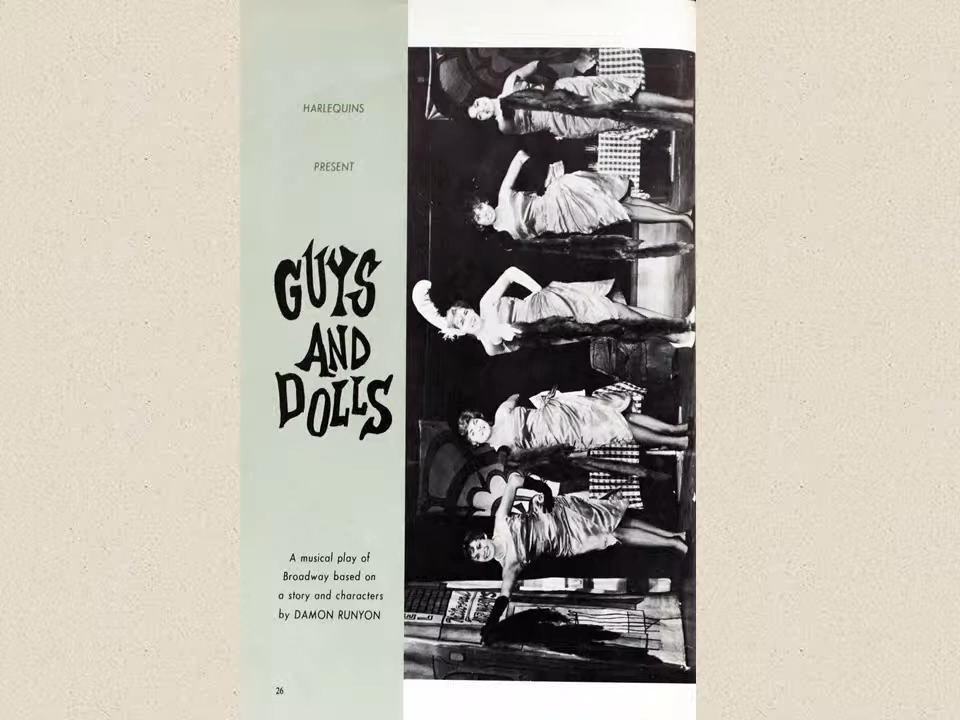 HARLEQUINS
PRESENT
GUYS
AND
DOLLS
A musical play of
Broadway based on
a story and characters
by DAMON RUNYON
26